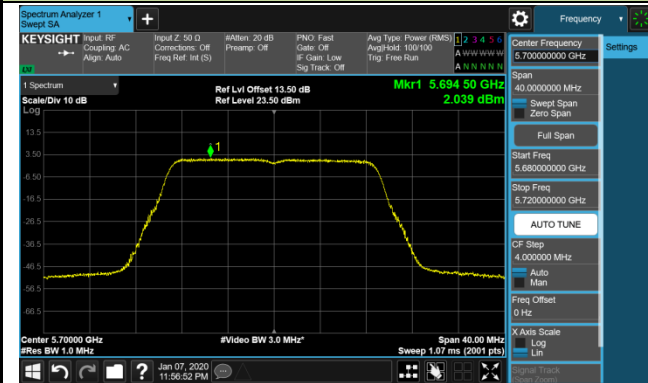 Spectrum Analyzer 1
Swept SA
+
Frequency
KEYSIGHT
Input: RF
Coupling: AC
Align: Auto
Input Z: 50 Ω
Corrections: Off
Freq Ref: Int (S)
#Atten: 20 dB
Preamp: Off
PNO: Fast
Gate: Off
IF Gain: Low
Sig Track: Off
Avg Type: Power (RMS)
Avg|Hold: 100/100
Trig: Free Run
1 2 3 4 5 6
A W W W W W
A N N N N N
1 Spectrum
Scale/Div 10 dB
Log
Ref Lvl Offset 13.50 dB
Ref Level 23.50 dBm
Mkr1 5.694 50 GHz
2.039 dBm
13.5
3.50
-6.50
-16.5
-26.5
-36.5
-46.5
-56.5
-66.5
1
Center 5.70000 GHz
#Res BW 1.0 MHz
#Video BW 3.0 MHz*
Span 40.00 MHz
Sweep 1.07 ms (2001 pts)
?
Jan 07, 2020
11:56:52 PM
Center Frequency
5.700000000 GHz
Settings
Span
40.0000000 MHz
Swept Span
Zero Span
Full Span
Start Freq
5.680000000 GHz
Stop Freq
5.720000000 GHz
AUTO TUNE
CF Step
4.000000 MHz
Auto
Man
Freq Offset
0 Hz
X Axis Scale
Log
Lin
Signal Track
(Span Zoom)